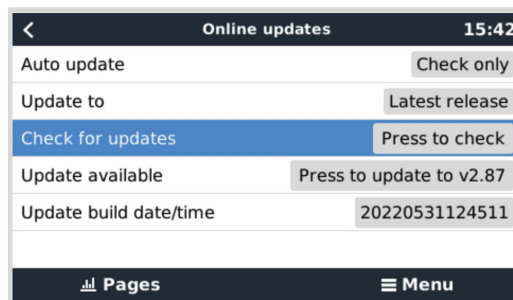 Online updates 15:42
Auto update Check only
Update to Latest release
Check for updates Press to check
Update available Press to update to v2.87
Update build date/time 20220531124511
Pages Menu